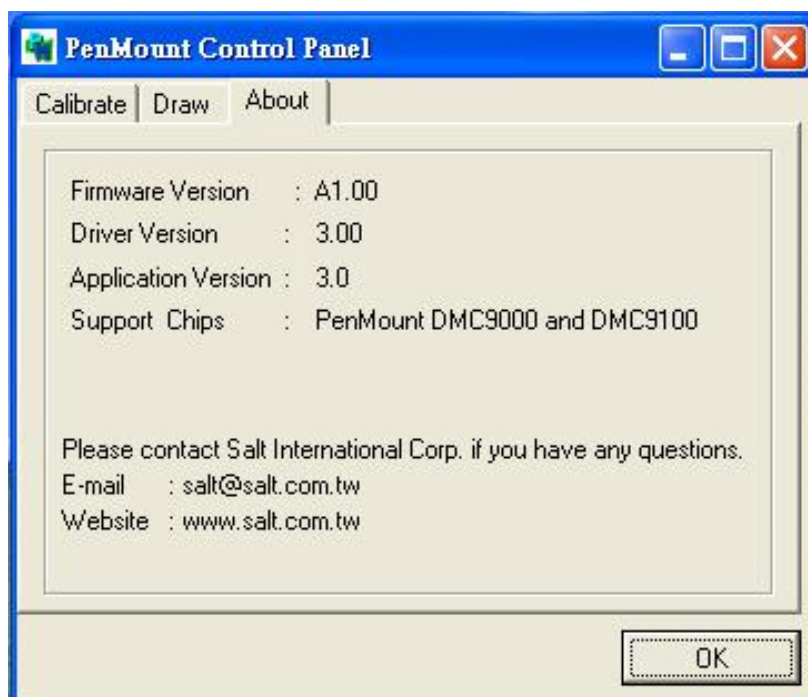 PenMount Control Panel
Calibrate Draw About
Firmware Version : A1.00
Driver Version : 3.00
Application Version : 3.0
Support Chips : PenMount DMC9000 and DMC9100
Please contact Salt International Corp. if you have any questions.
E-mail : salt@salt.com.tw
Website : www.salt.com.tw
OK